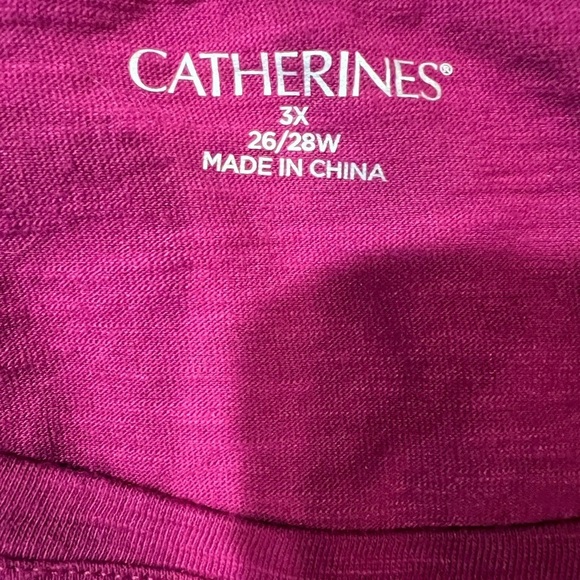 CATHERINES®
3X
26/28W
MADE IN CHINA